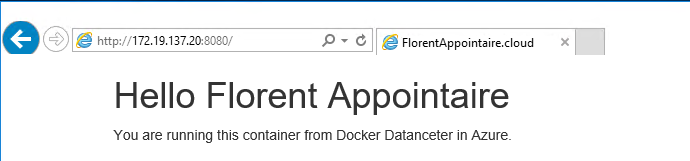 http://172.19.137.20:8080/
FlorentAppointaire.cloud
Hello Florent Appointaire
You are running this container from Docker Datanceter in Azure.